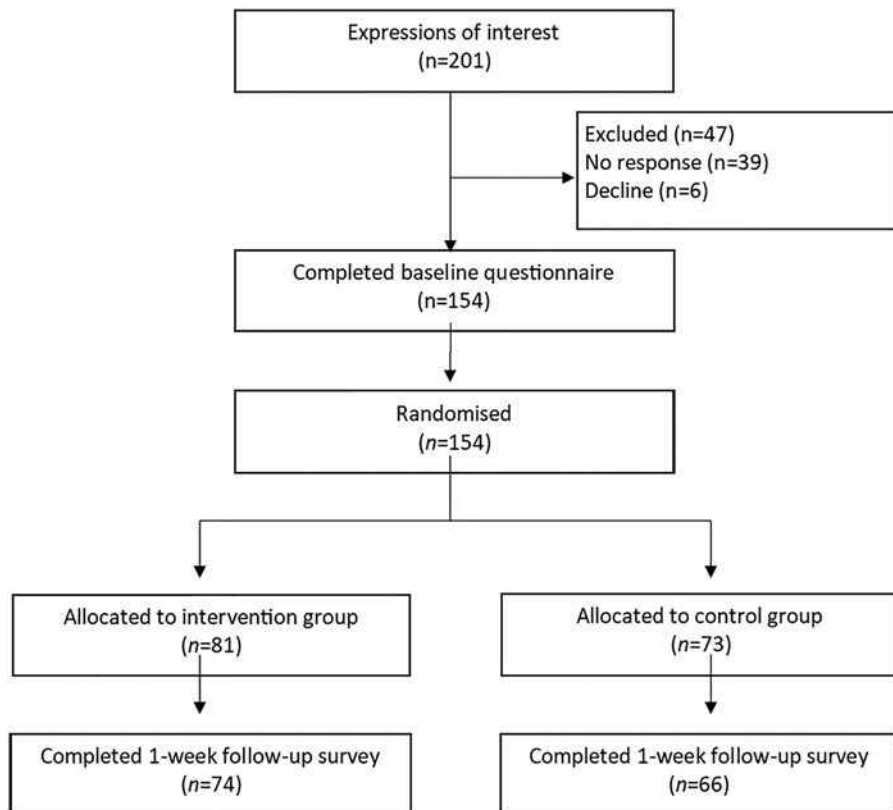 Expressions of interest
(n=201)
Excluded (n=47)
No response (n=39)
Decline (n=6)
Completed baseline questionnaire
(n=154)
Randomised
(n=154)
Allocated to intervention group
(n=81)
Allocated to control group
(n=73)
Completed 1-week follow-up survey
(n=74)
Completed 1-week follow-up survey
(n=66)